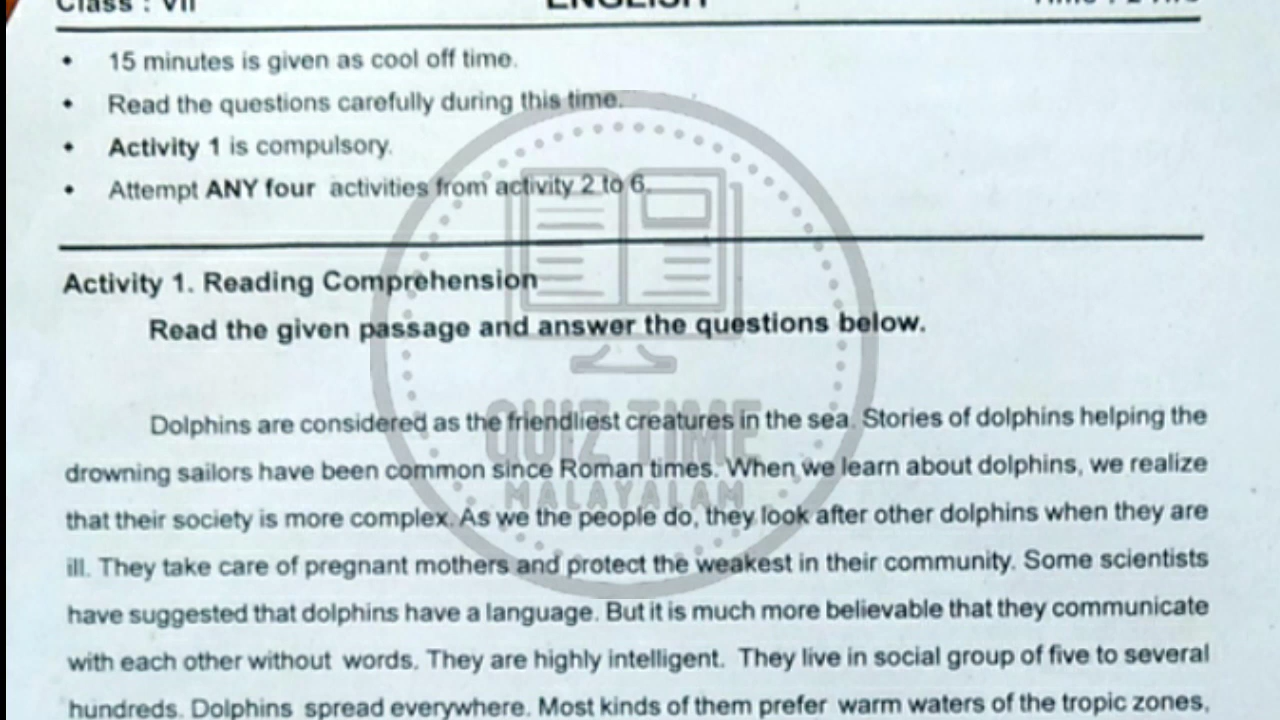 Class : VII ENGLISH
15 minutes is given as cool off time.
Read the questions carefully during this time.
Activity 1 is compulsory.
Attempt ANY four activities from activity 2 to 6.
Activity 1. Reading Comprehension
Read the given passage and answer the questions below.
QUIZ TIME
MALAYALAM
Dolphins are considered as the friendliest creatures in the sea. Stories of dolphins helping the
drowning sailors have been common since Roman times. When we learn about dolphins, we realize
that their society is more complex. As we the people do, they look after other dolphins when they are
ill. They take care of pregnant mothers and protect the weakest in their community. Some scientists
have suggested that dolphins have a language. But it is much more believable that they communicate
with each other without words. They are highly intelligent. They live in social group of five to several
hundreds. Dolphins spread everywhere. Most kinds of them prefer warm waters of the tropic zones,